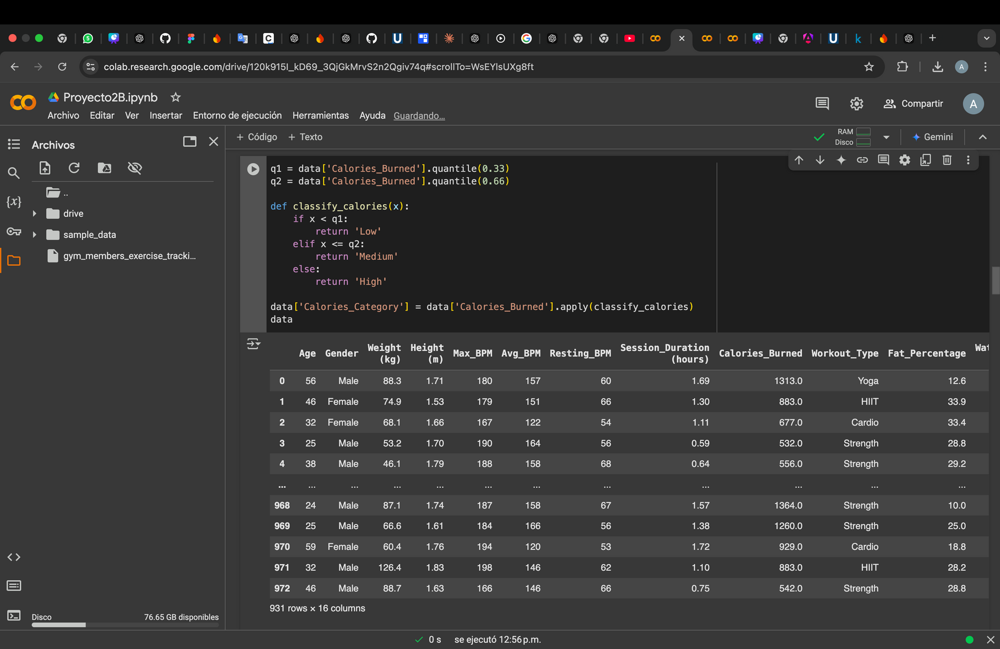 5
colab.research.google.com/drive/120k915I_kD69_3QjGkMrvS2n2Qgiv74q#scrollTo=WsEYlsUXg8ft
A
Proyecto2B.ipynb
Archivo Editar Ver Insertar Entorno de ejecución Herramientas Ayuda Guardando...
Compartir
A
Archivos
+ Código + Texto
RAM
Disco
Gemini
..
drive
sample_data
gym_members_exercise_tracki...
{x}
q1 = data['Calories_Burned'].quantile(0.33)
q2 = data['Calories_Burned'].quantile(0.66)
def classify_calories(x):
    if x < q1:
        return 'Low'
    elif x <= q2:
        return 'Medium'
    else:
        return 'High'
data['Calories_Category'] = data['Calories_Burned'].apply(classify_calories)
data
Age Gender Weight (kg) Height (m) Max_BPM Avg_BPM Resting_BPM Session_Duration (hours) Calories_Burned Workout_Type Fat_Percentage Wat
0 56 Male 88.3 1.71 180 157 60 1.69 1313.0 Yoga 12.6
1 46 Female 74.9 1.53 179 151 66 1.30 883.0 HIIT 33.9
2 32 Female 68.1 1.66 167 122 54 1.11 677.0 Cardio 33.4
3 25 Male 53.2 1.70 190 164 56 0.59 532.0 Strength 28.8
4 38 Male 46.1 1.79 188 158 68 0.64 556.0 Strength 29.2
... ... ... ... ... ... ... ... ... ... ... ...
968 24 Male 87.1 1.74 187 158 67 1.57 1364.0 Strength 10.0
969 25 Male 66.6 1.61 184 166 56 1.38 1260.0 Strength 25.0
970 59 Female 60.4 1.76 194 120 53 1.72 929.0 Cardio 18.8
971 32 Male 126.4 1.83 198 146 62 1.10 883.0 HIIT 28.2
972 46 Male 88.7 1.63 166 146 66 0.75 542.0 Strength 28.8
931 rows × 16 columns
Disco 76.65 GB disponibles
0 s se ejecutó 12:56 p.m.